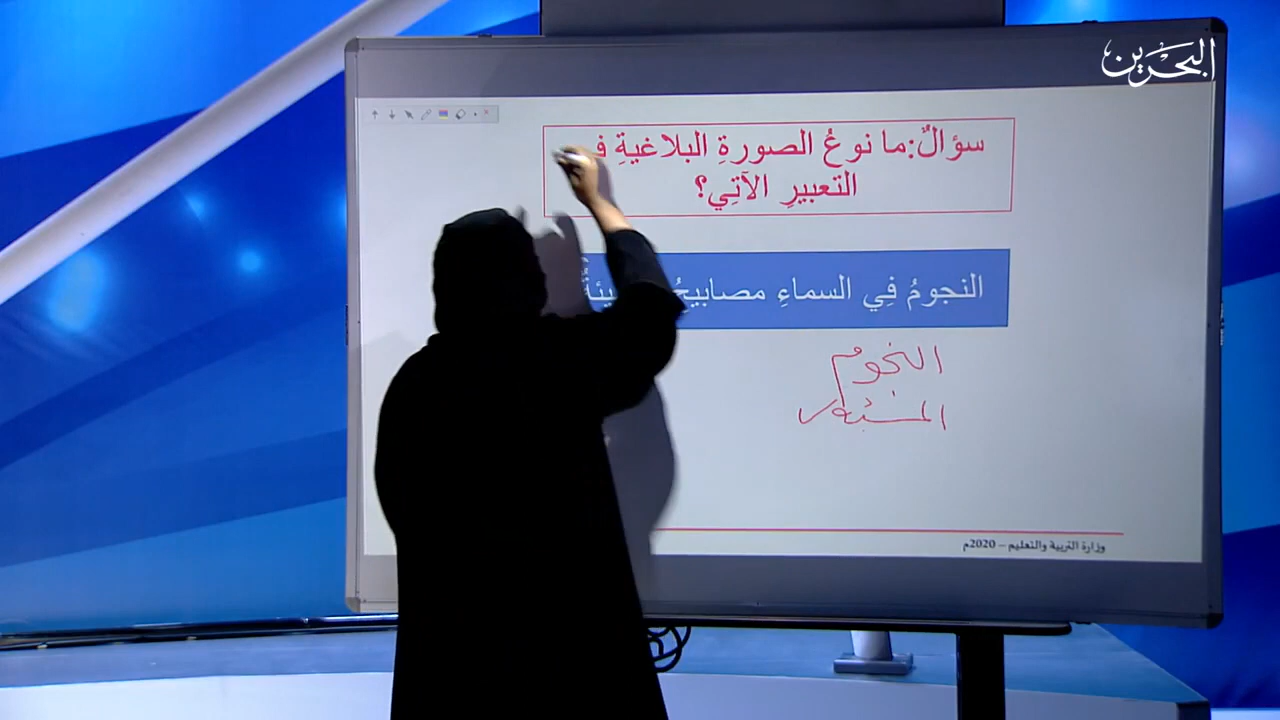 البحرين
سؤالٌ:ما نوعُ الصورةِ البلاغيةِ
التعبيرِ الآتِي؟
النجومُ فِي السماءِ مصابيحُ
النجوم
المشبه
وزارة التربية والتعليم – 2020م